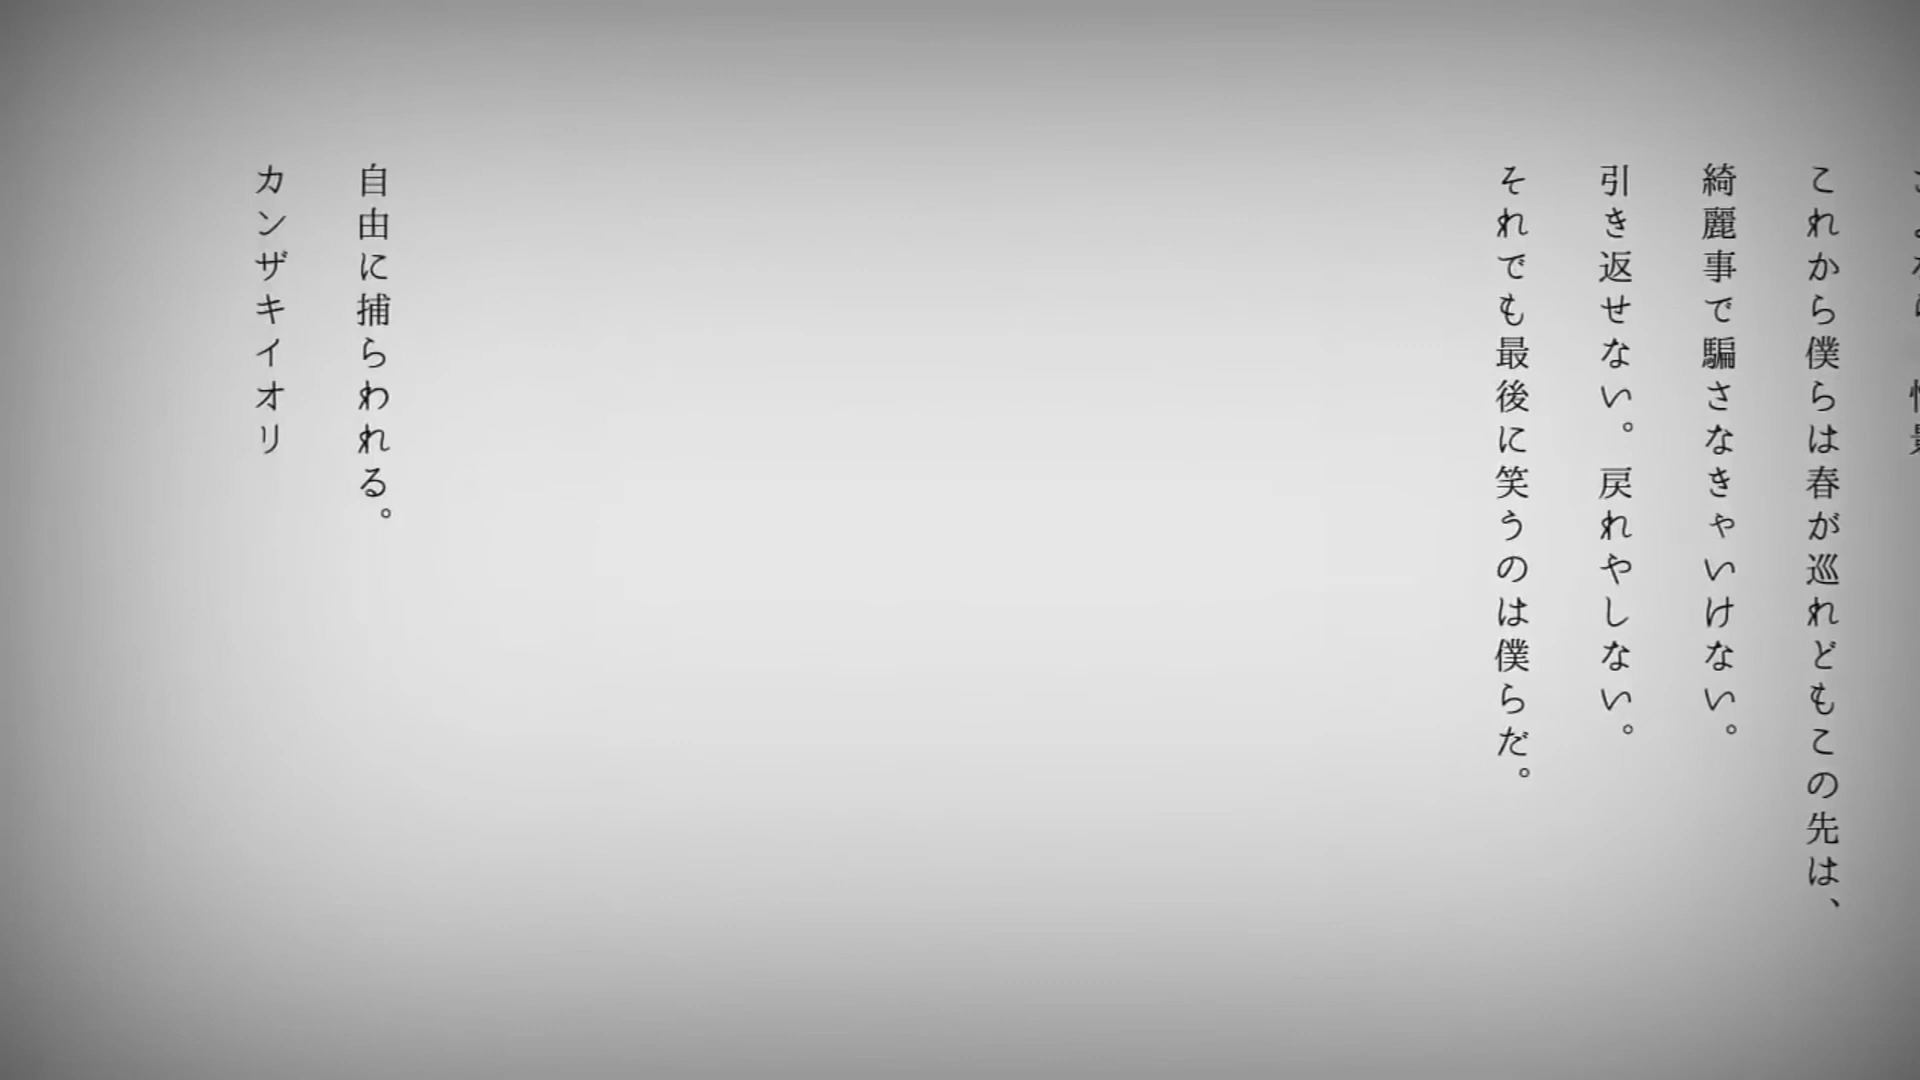 これから僕らは春が巡れどもこの先は、
綺麗事で騙さなきゃいけない。
引き返せない。戻れやしない。
それでも最後に笑うのは僕らだ。
自由に捕らわれる。
カンザキイオリ